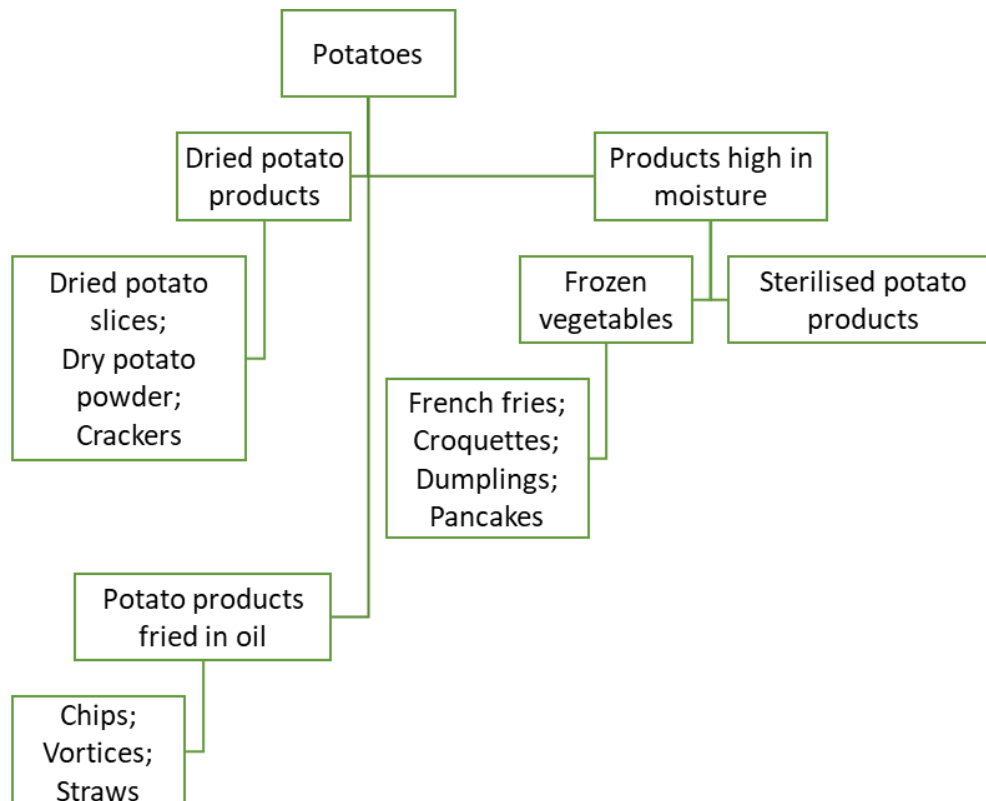 Potatoes
Dried potato
products
Products high in
moisture
Dried potato
slices;
Dry potato
powder;
Crackers
Frozen
vegetables
Sterilised potato
products
French fries;
Croquettes;
Dumplings;
Pancakes
Potato products
fried in oil
Chips;
Vortices;
Straws